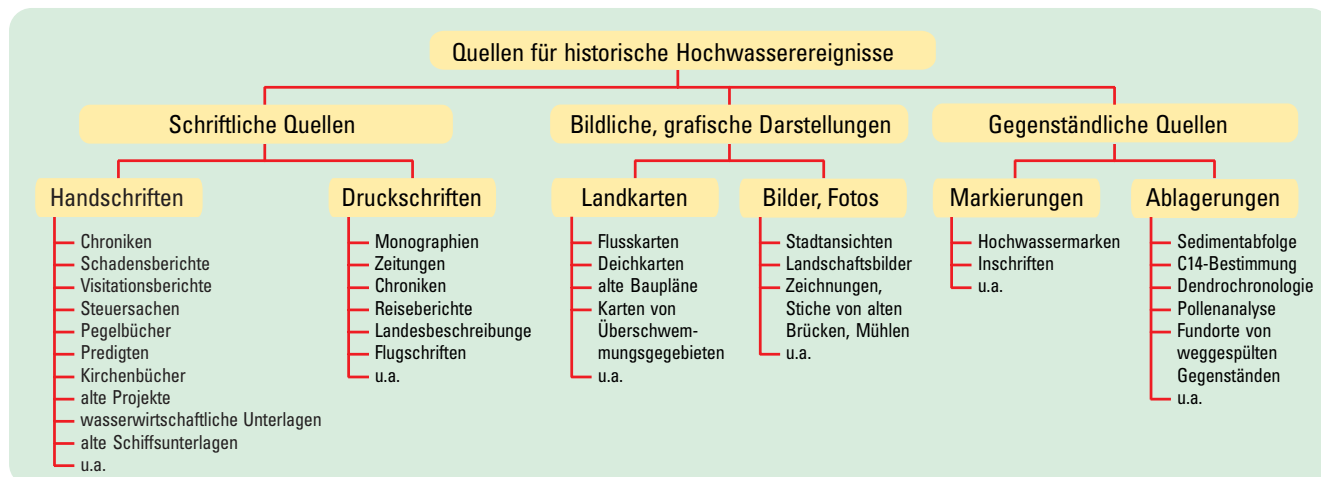 Quellen für historische Hochwasserereignisse
Schriftliche Quellen
Handschriften
Chroniken
Schadensberichte
Visitationsberichte
Steuersachen
Pegelbücher
Predigten
Kirchenbücher
alte Projekte
wasserwirtschaftliche Unterlagen
alte Schiffsunterlagen
u.a.
Druckschriften
Monographien
Zeitungen
Chroniken
Reiseberichte
Landesbeschreibunge
Flugschriften
u.a.
Bildliche, grafische Darstellungen
Landkarten
Flusskarten
Deichkarten
alte Baupläne
Karten von
Überschwem-
mungsgegebieten
u.a.
Bilder, Fotos
Stadtansichten
Landschaftsbilder
Zeichnungen,
Stiche von alten
Brücken, Mühlen
u.a.
Gegenständliche Quellen
Markierungen
Hochwassermarken
Inschriften
u.a.
Ablagerungen
Sedimentabfolge
C14-Bestimmung
Dendrochronologie
Pollenanalyse
Fundorte von
weggespülten
Gegenständen
u.a.